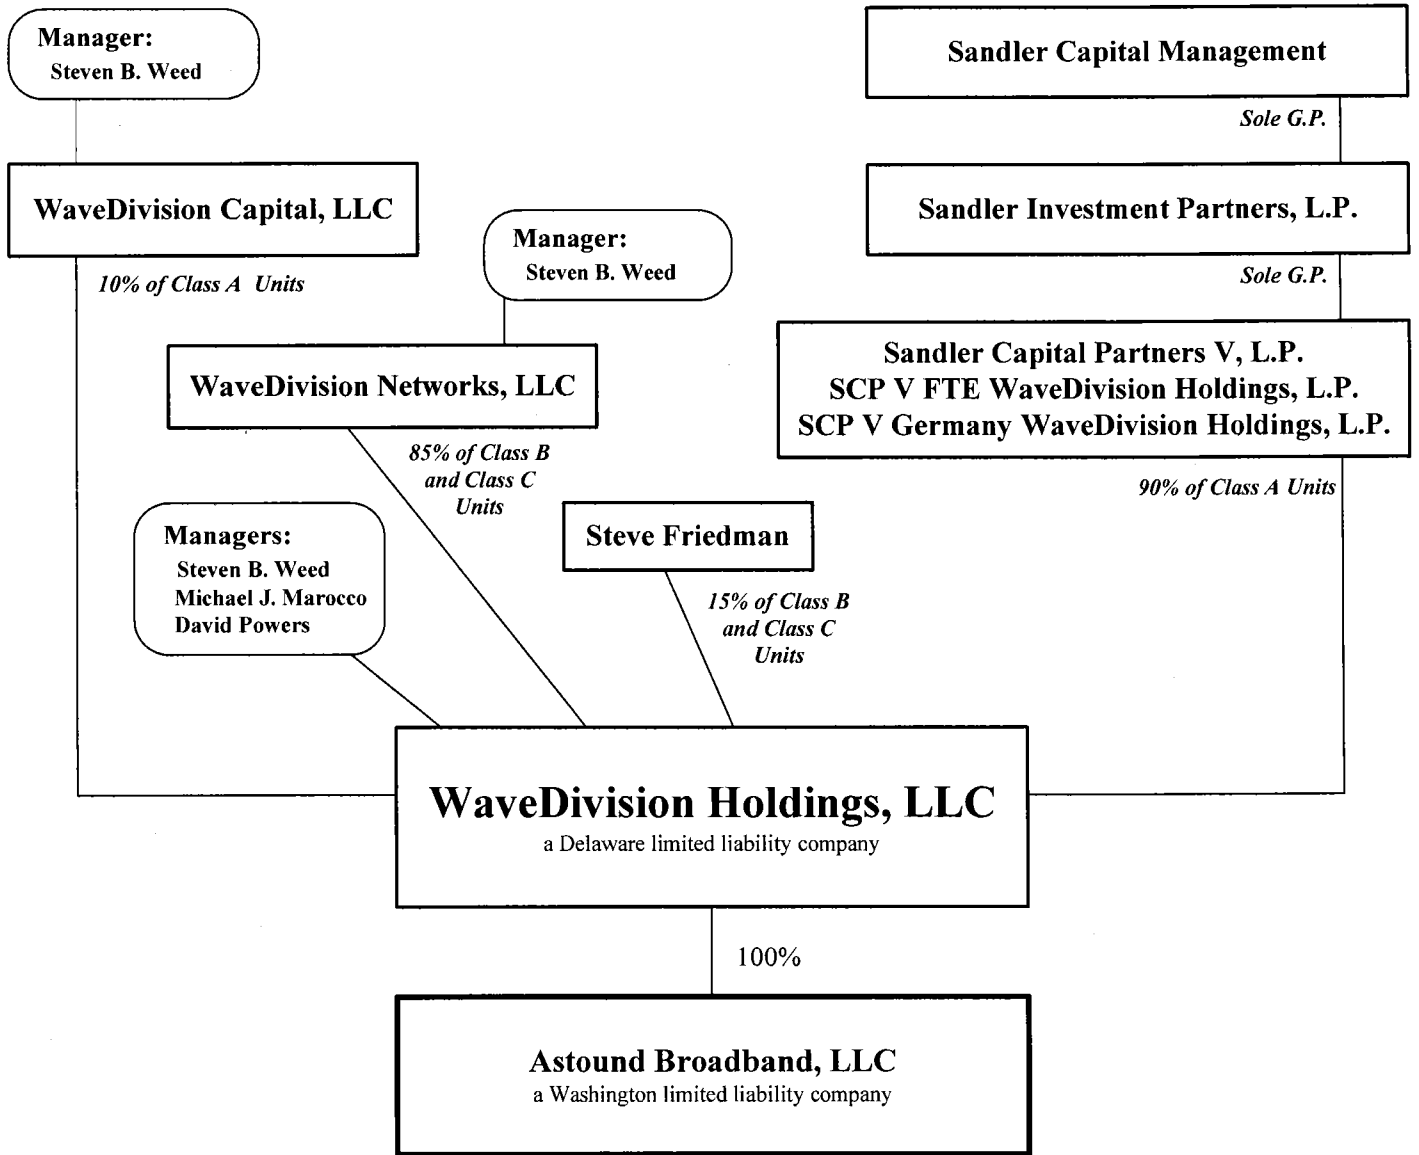 Manager:
Steven B. Weed
Sandler Capital Management
Sole G.P.
WaveDivision Capital, LLC
Sandler Investment Partners, L.P.
10% of Class A Units
Manager:
Steven B. Weed
Sole G.P.
WaveDivision Networks, LLC
Sandler Capital Partners V, L.P.
SCP V FTE WaveDivision Holdings, L.P.
SCP V Germany WaveDivision Holdings, L.P.
85% of Class B
and Class C
Units
90% of Class A Units
Managers:
Steven B. Weed
Michael J. Marocco
David Powers
Steve Friedman
15% of Class B
and Class C
Units
WaveDivision Holdings, LLC
a Delaware limited liability company
100%
Astound Broadband, LLC
a Washington limited liability company